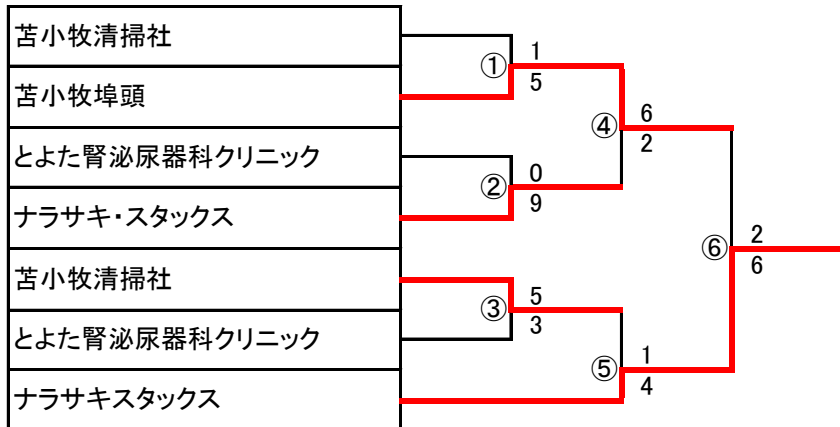 苫小牧清掃社
苫小牧埠頭
とよた腎泌尿器科クリニック
ナラサキ・スタックス
苫小牧清掃社
とよた腎泌尿器科クリニック
ナラサキスタックス
①
1
5
②
0
9
③
5
3
④
6
2
⑤
1
4
⑥
2
6